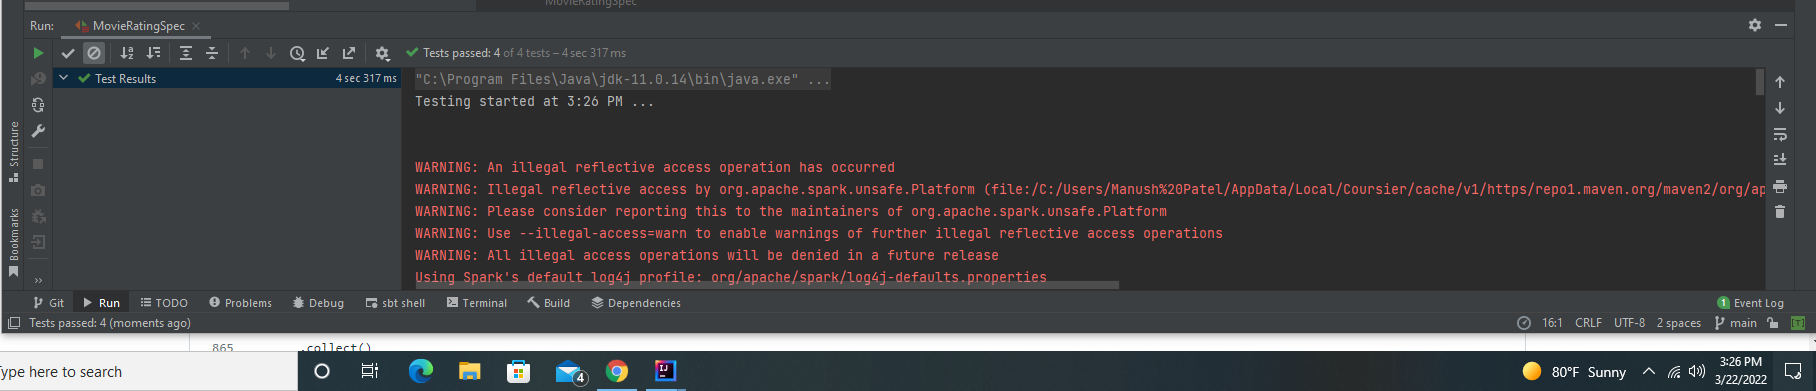 MovieRatingSpec
Run: MovieRatingSpec
Tests passed: 4 of 4 tests – 4 sec 317 ms
Test Results 4 sec 317 ms
"C:\Program Files\Java\jdk-11.0.14\bin\java.exe" ...
Testing started at 3:26 PM ...
WARNING: An illegal reflective access operation has occurred
WARNING: Illegal reflective access by org.apache.spark.unsafe.Platform (file:/C:/Users/Manush%20Patel/AppData/Local/Coursier/cache/v1/https/repo1.maven.org/maven2/org/ap
WARNING: Please consider reporting this to the maintainers of org.apache.spark.unsafe.Platform
WARNING: Use --illegal-access=warn to enable warnings of further illegal reflective access operations
WARNING: All illegal access operations will be denied in a future release
Using Spark's default log4j profile: org/apache/spark/log4j-defaults.properties
Structure
Bookmarks
Git Run TODO Problems Debug sbt shell Terminal Build Dependencies 1 Event Log
Tests passed: 4 (moments ago) 16:1 CRLF UTF-8 2 spaces main
865 .collect()
ype here to search 4 80°F Sunny 3:26 PM
3/22/2022